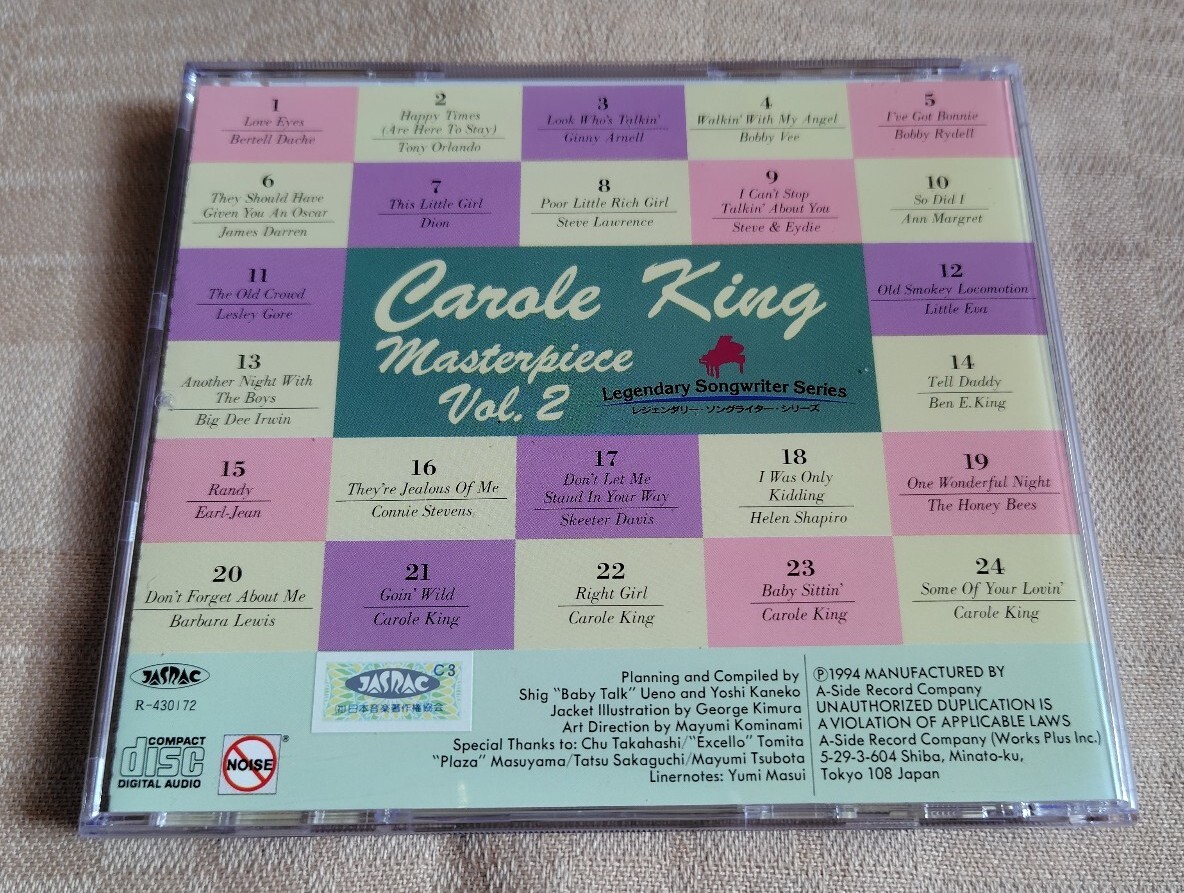 1
Love Eyes
Bertell Dache
2
Happy Times
(Are Here To Stay)
Tony Orlando
3
Look Who's Talkin'
Ginny Arnell
4
Walkin' With My Angel
Bobby Vee
5
I've Got Bonnie
Bobby Rydell
6
They Should Have
Given You An Oscar
James Darren
7
This Little Girl
Dion
8
Poor Little Rich Girl
Steve Lawrence
9
I Can't Stop
Talkin' About You
Steve & Eydie
10
So Did I
Ann Margret
11
The Old Crowd
Lesley Gore
Carole King
Masterpiece
Vol. 2
Legendary Songwriter Series
レジェンダリー・ソングライター・シリーズ
12
Old Smokey Locomotion
Little Eva
13
Another Night With
The Boys
Big Dee Irwin
14
Tell Daddy
Ben E.King
15
Randy
Earl-Jean
16
They're Jealous Of Me
Connie Stevens
17
Don't Let Me
Stand In Your Way
Skeeter Davis
18
I Was Only
Kidding
Helen Shapiro
19
One Wonderful Night
The Honey Bees
20
Don't Forget About Me
Barbara Lewis
21
Goin' Wild
Carole King
22
Right Girl
Carole King
23
Baby Sittin'
Carole King
24
Some Of Your Lovin'
Carole King
JASRAC
R-430172
COMPACT
disc
DIGITAL AUDIO
NOISE
®
C3
JASRAC
㈳日本音楽著作権協会
Planning and Compiled by
Shig "Baby Talk" Ueno and Yoshi Kaneko
Jacket Illustration by George Kimura
Art Direction by Mayumi Kominami
Special Thanks to: Chu Takahashi/"Excello" Tomita
"Plaza" Masuyama/Tatsu Sakaguchi/Mayumi Tsubota
Linernotes: Yumi Masui
Ⓟ1994 MANUFACTURED BY
A-Side Record Company
UNAUTHORIZED DUPLICATION IS
A VIOLATION OF APPLICABLE LAWS
A-Side Record Company (Works Plus Inc.)
5-29-3-604 Shiba, Minato-ku,
Tokyo 108 Japan